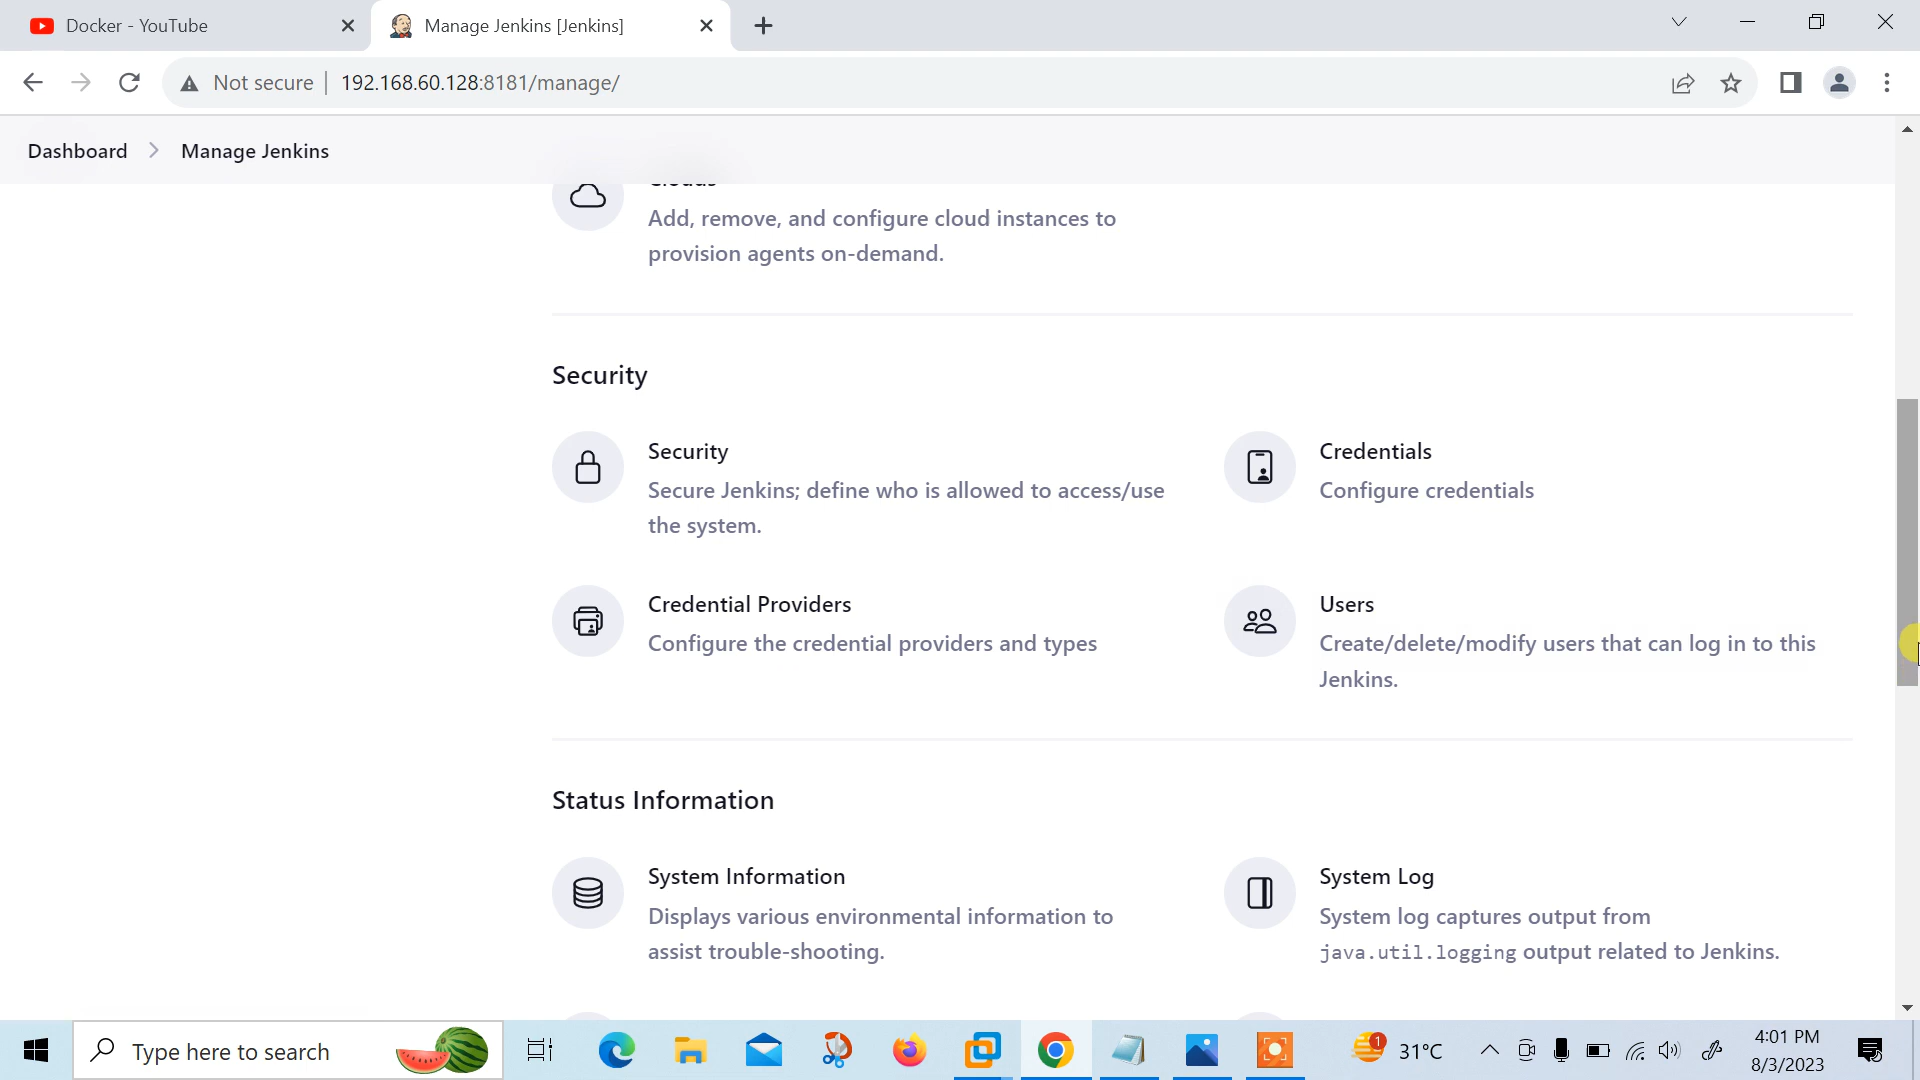 Docker - YouTube
Manage Jenkins [Jenkins]
Not secure
192.168.60.128:8181/manage/
Dashboard
Manage Jenkins
Add, remove, and configure cloud instances to
provision agents on-demand.
Security
Security
Secure Jenkins; define who is allowed to access/use
the system.
Credentials
Configure credentials
Credential Providers
Configure the credential providers and types
Users
Create/delete/modify users that can log in to this
Jenkins.
Status Information
System Information
Displays various environmental information to
assist trouble-shooting.
System Log
System log captures output from
java.util.logging output related to Jenkins.
Type here to search
1
31°C
4:01 PM
8/3/2023